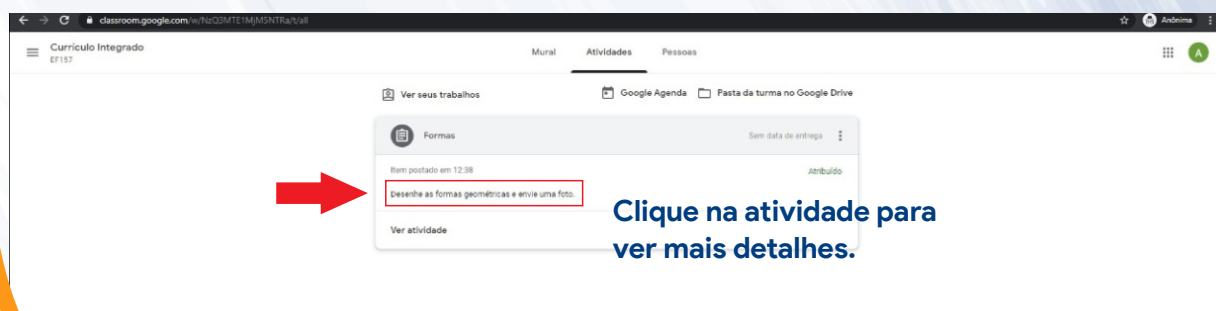 classroom.google.com/w/NzQ3MTE1MjM5NTRa/t/all
Anônima
Currículo Integrado
EF157
Mural
Atividades
Pessoas
A
Ver seus trabalhos
Google Agenda
Pasta da turma no Google Drive
Formas
Sem data de entrega
Item postado em 12:38
Atribuído
Desenhe as formas geométricas e envie uma foto.
Ver atividade
Clique na atividade para
ver mais detalhes.